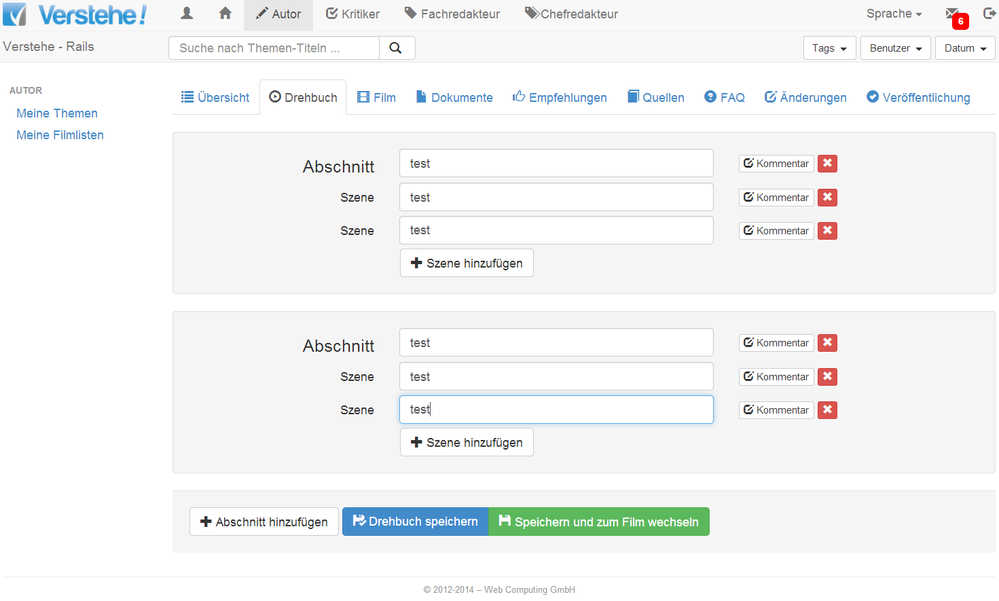 Verstehe! Autor Kritiker Fachredakteur Chefredakteur Sprache 6
Verstehe - Rails Suche nach Themen-Titeln ... Tags Benutzer Datum
AUTOR
Meine Themen
Meine Filmlisten
Übersicht Drehbuch Film Dokumente Empfehlungen Quellen FAQ Änderungen Veröffentlichung
Abschnitt test Kommentar
Szene test Kommentar
Szene test Kommentar
Szene hinzufügen
Abschnitt test Kommentar
Szene test Kommentar
Szene test Kommentar
Szene hinzufügen
Abschnitt hinzufügen Drehbuch speichern Speichern und zum Film wechseln
© 2012-2014 – Web Computing GmbH